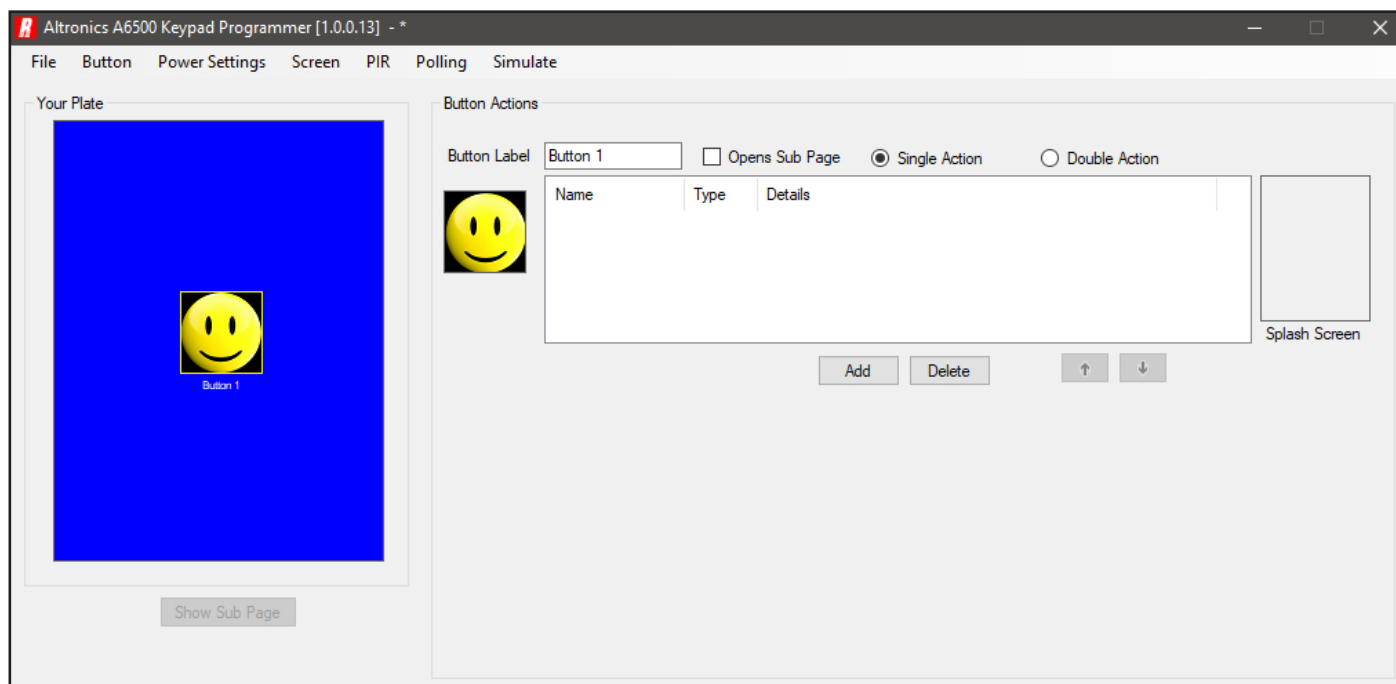 Altronics A6500 Keypad Programmer [1.0.0.13] - *
File Button Power Settings Screen PIR Polling Simulate
Your Plate
Button 1
Show Sub Page
Button Actions
Button Label Button 1 Opens Sub Page Single Action Double Action
Name Type Details
Splash Screen
Add Delete